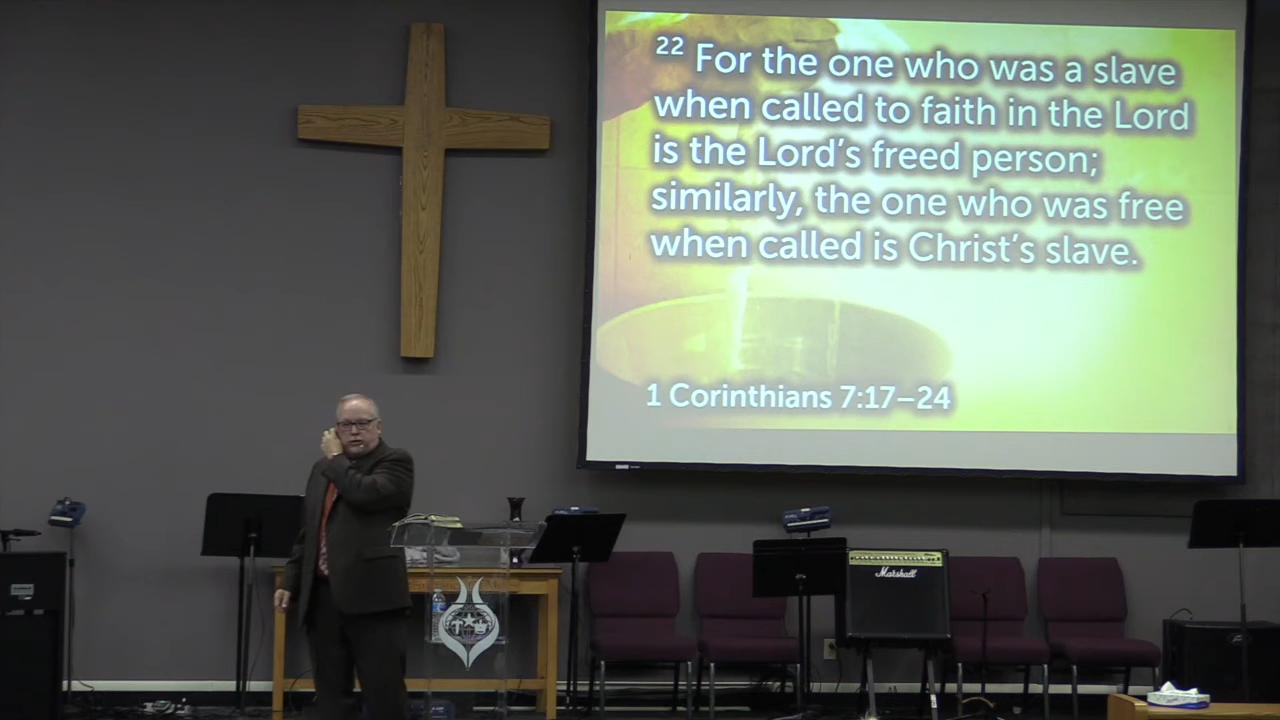 22 For the one who was a slave
when called to faith in the Lord
is the Lord’s freed person;
similarly, the one who was free
when called is Christ’s slave.
1 Corinthians 7:17–24
Marshall